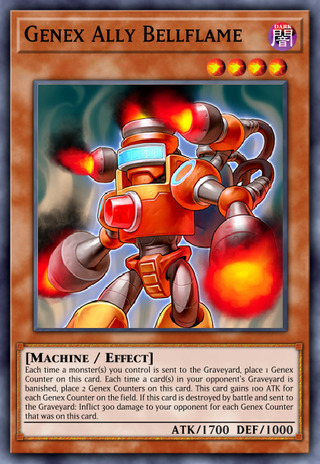 Genex Ally Bellflame
DARK
闇
[Machine / Effect]
Each time a monster(s) you control is sent to the Graveyard, place 1 Genex
Counter on this card. Each time a card(s) in your opponent's Graveyard is
banished, place 2 Genex Counters on this card. This card gains 100 ATK for
each Genex Counter on the field. If this card is destroyed by battle and sent to
the Graveyard: Inflict 300 damage to your opponent for each Genex Counter
that was on this card.
ATK/1700 DEF/1000